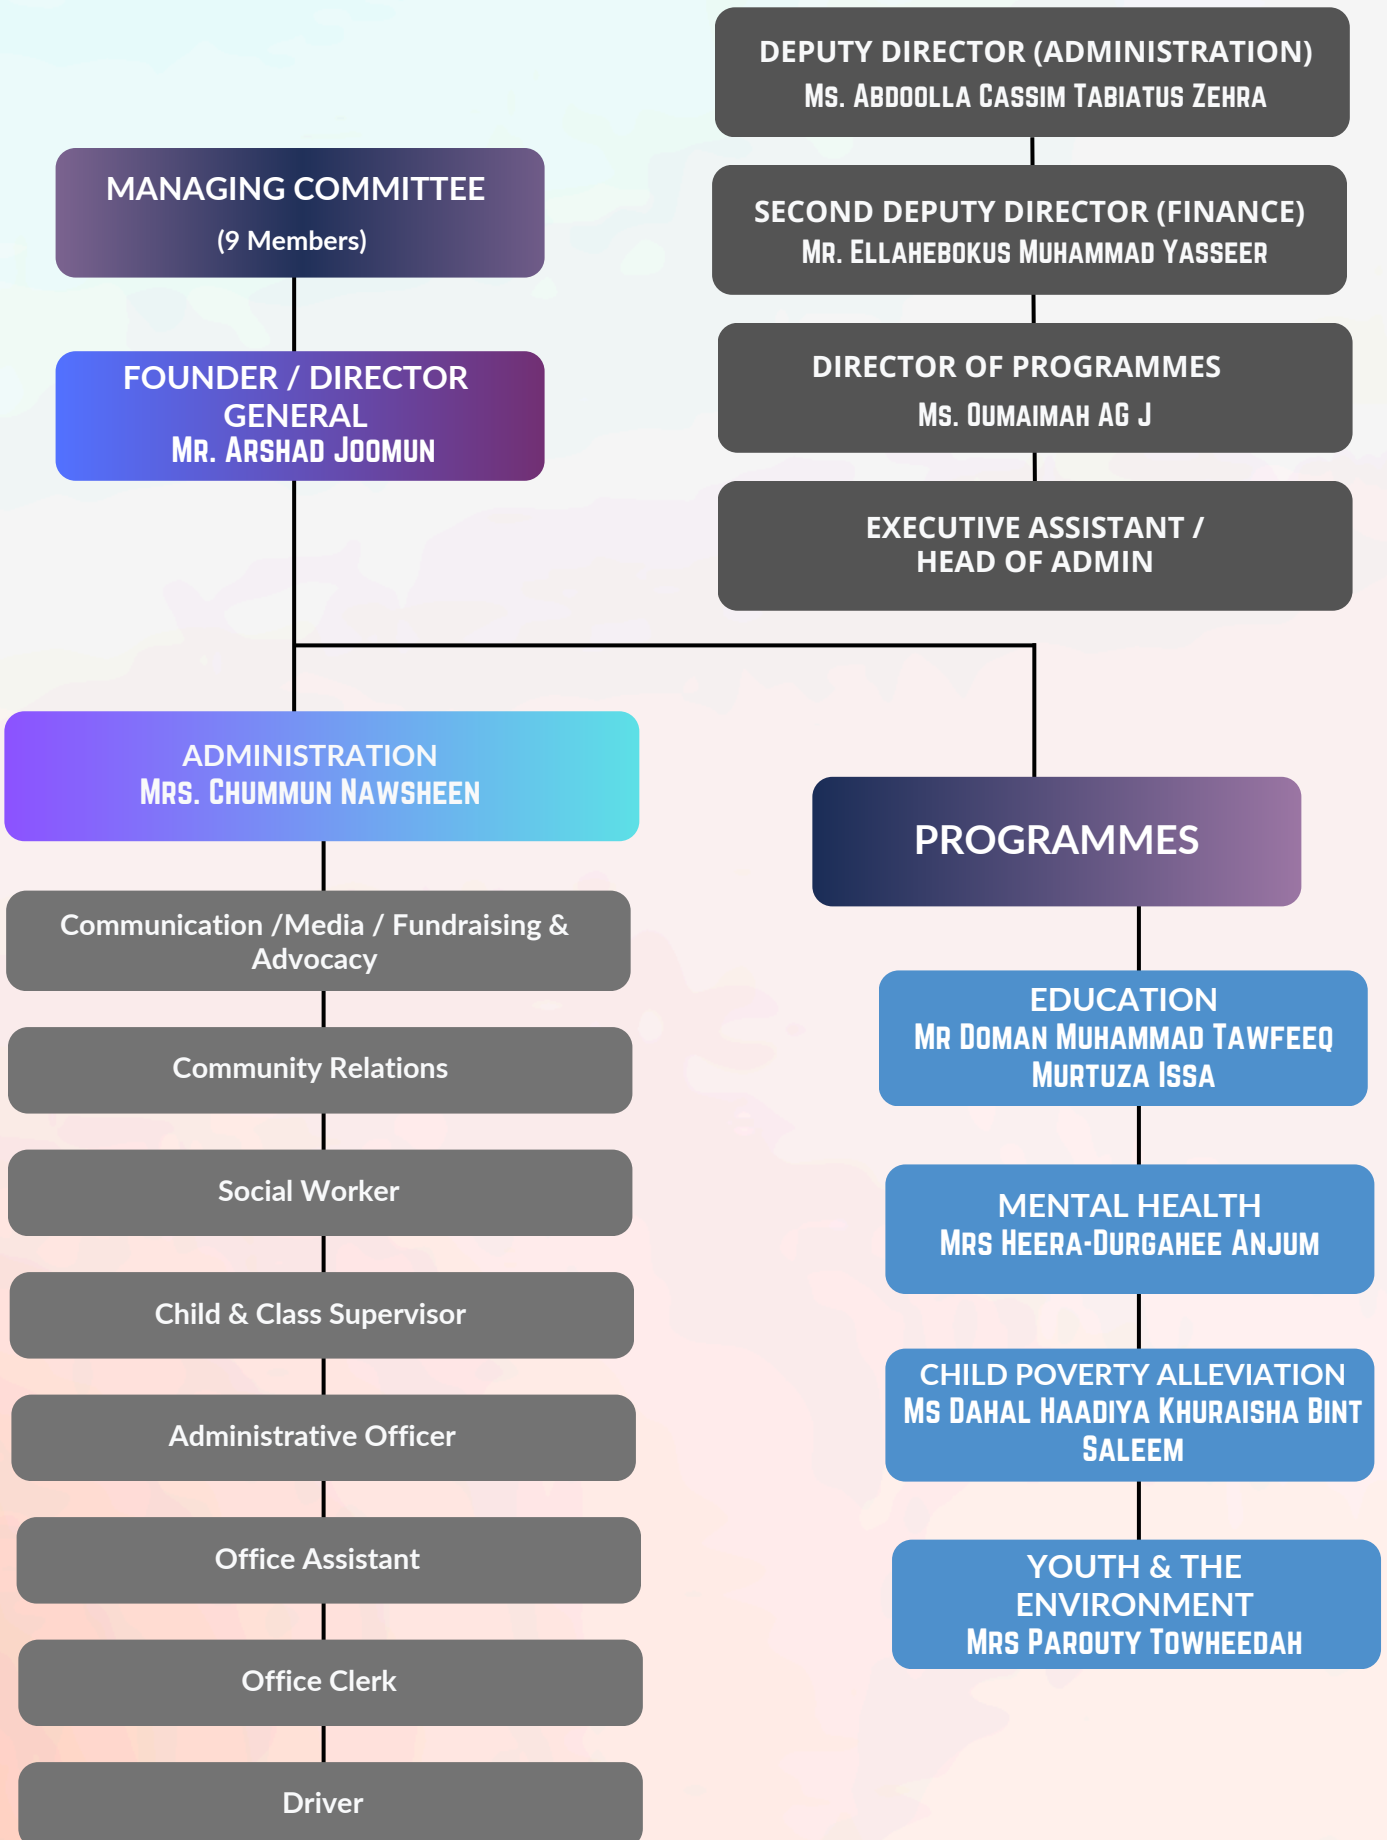 DEPUTY DIRECTOR (ADMINISTRATION)
Ms. Abdoolla Cassim Tabiatus Zehra
MANAGING COMMITTEE
(9 Members)
SECOND DEPUTY DIRECTOR (FINANCE)
Mr. Ellahebokus Muhammad Yasseer
FOUNDER / DIRECTOR
GENERAL
Mr. Arshad Joomun
DIRECTOR OF PROGRAMMES
Ms. Oumaimah AG J
EXECUTIVE ASSISTANT /
HEAD OF ADMIN
ADMINISTRATION
Mrs. Chummun Nawsheen
Communication /Media / Fundraising &
Advocacy
Community Relations
Social Worker
Child & Class Supervisor
Administrative Officer
Office Assistant
Office Clerk
Driver
PROGRAMMES
EDUCATION
Mr Doman Muhammad Tawfeeq
Murtuza Issa
MENTAL HEALTH
Mrs Heera-Durgahee Anjum
CHILD POVERTY ALLEVIATION
Ms Dahal Haadiya Khuraisha Bint
Saleem
YOUTH & THE
ENVIRONMENT
Mrs Parouty Towheedah